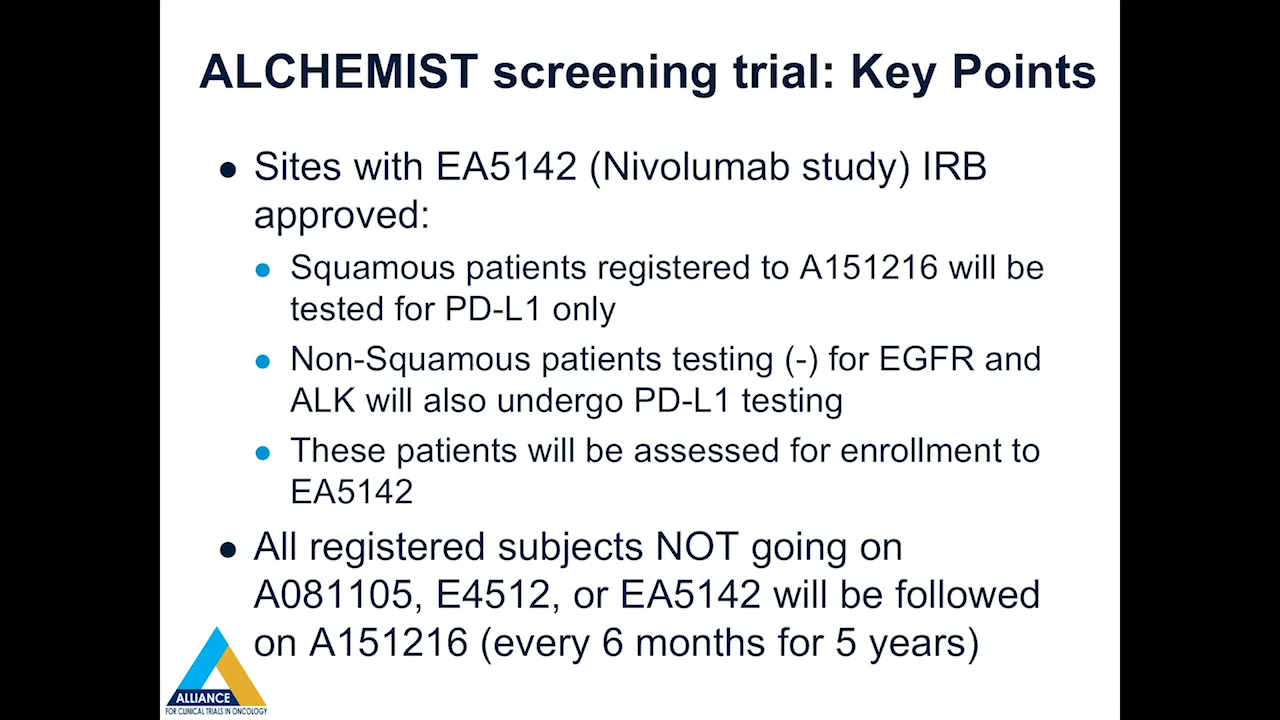 ALCHEMIST screening trial: Key Points
● Sites with EA5142 (Nivolumab study) IRB
approved:
● Squamous patients registered to A151216 will be
tested for PD-L1 only
● Non-Squamous patients testing (-) for EGFR and
ALK will also undergo PD-L1 testing
● These patients will be assessed for enrollment to
EA5142
● All registered subjects NOT going on
A081105, E4512, or EA5142 will be followed
on A151216 (every 6 months for 5 years)
ALLIANCE
FOR CLINICAL TRIALS IN ONCOLOGY